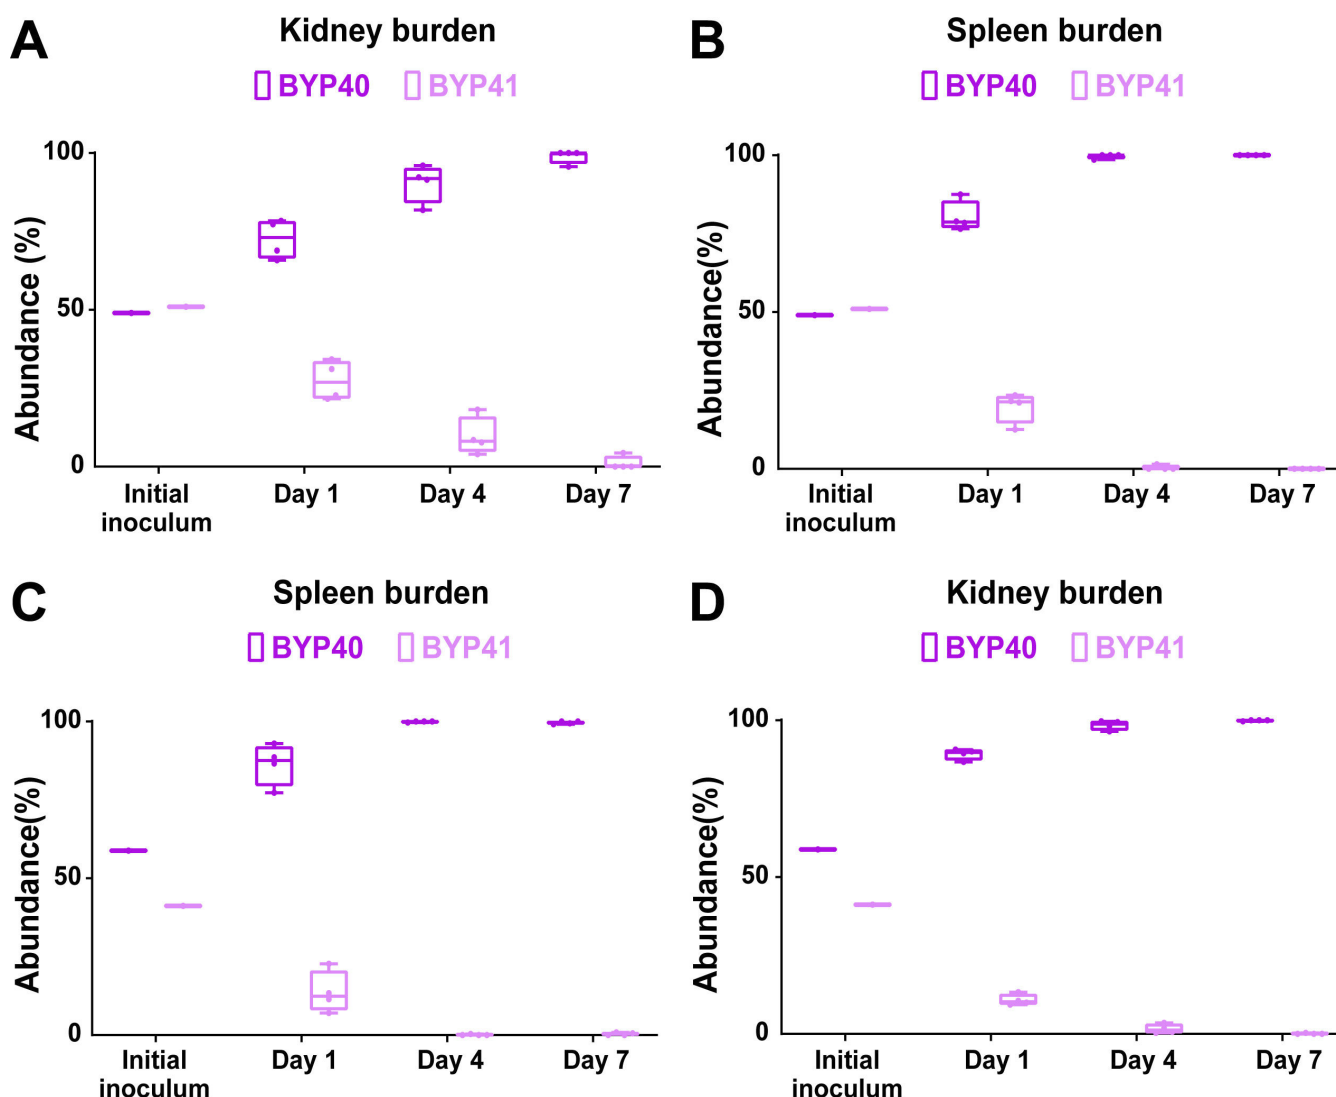 A
Kidney burden
BYP40 BYP41
Abundance (%)
100
50
0
Initial inoculum
Day 1
Day 4
Day 7
B
Spleen burden
BYP40 BYP41
Abundance(%)
100
50
0
Initial inoculum
Day 1
Day 4
Day 7
C
Spleen burden
BYP40 BYP41
Abundance(%)
100
50
0
Initial inoculum
Day 1
Day 4
Day 7
D
Kidney burden
BYP40 BYP41
Abundance(%)
100
50
0
Initial inoculum
Day 1
Day 4
Day 7